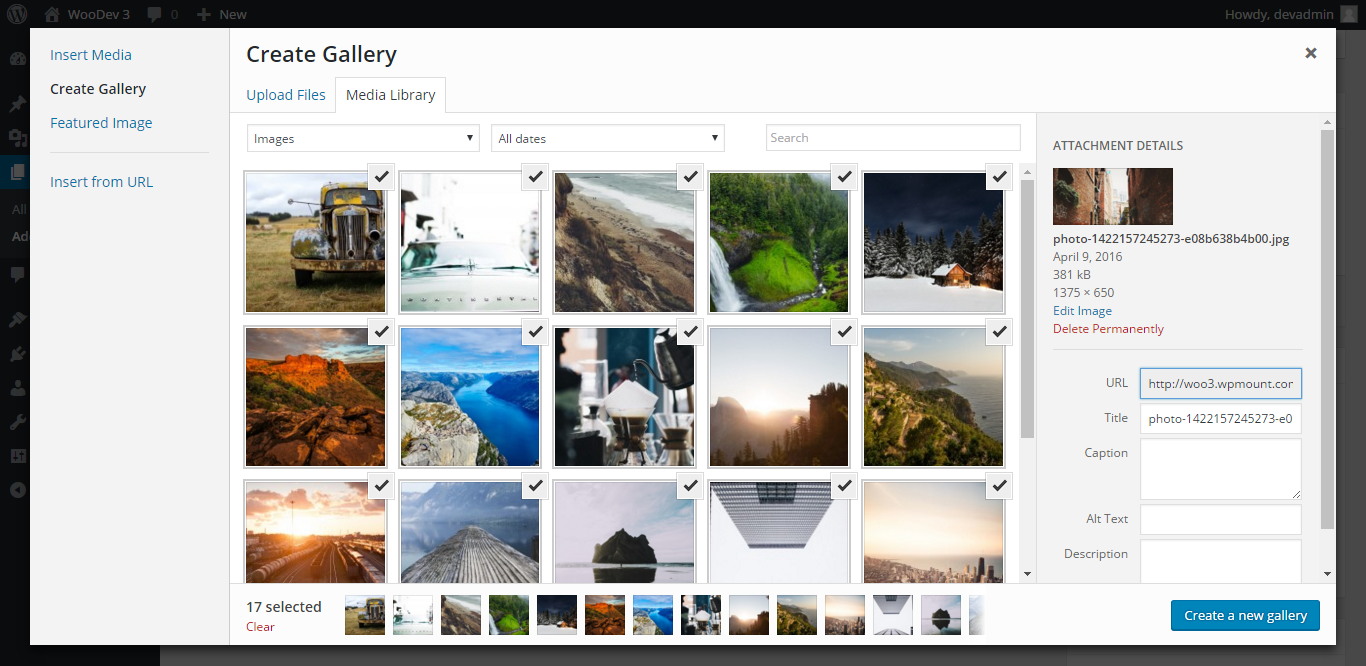 WooDev 3
0
New
Howdy, devadmin
Insert Media
Create Gallery
Featured Image
Insert from URL
Create Gallery
Upload Files
Media Library
Images
All dates
Search
ATTACHMENT DETAILS
photo-1422157245273-e08b638b4b00.jpg
April 9, 2016
381 kB
1375 × 650
Edit Image
Delete Permanently
URL
http://woo3.wpmount.com
Title
photo-1422157245273-e0
Caption
Alt Text
Description
All
Ad
17 selected
Clear
Create a new gallery